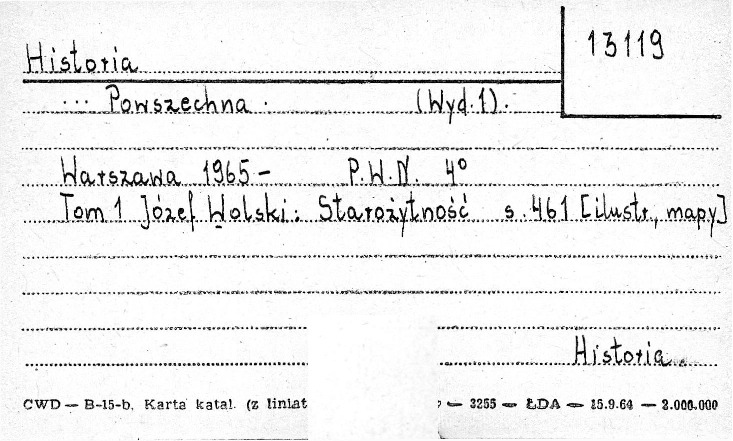 13119
Historia
... Powszechna. (Wyd.1).
Warszawa 1965- P.W.N. 4º
Tom 1 Józef Wolski: Starożytność s. 461 [ilustr., mapy]
Historia.
CWD — B-15-b. Karta katal. (z liniat — 3255 — ŁDA — 15.9.64 — 2.000.000